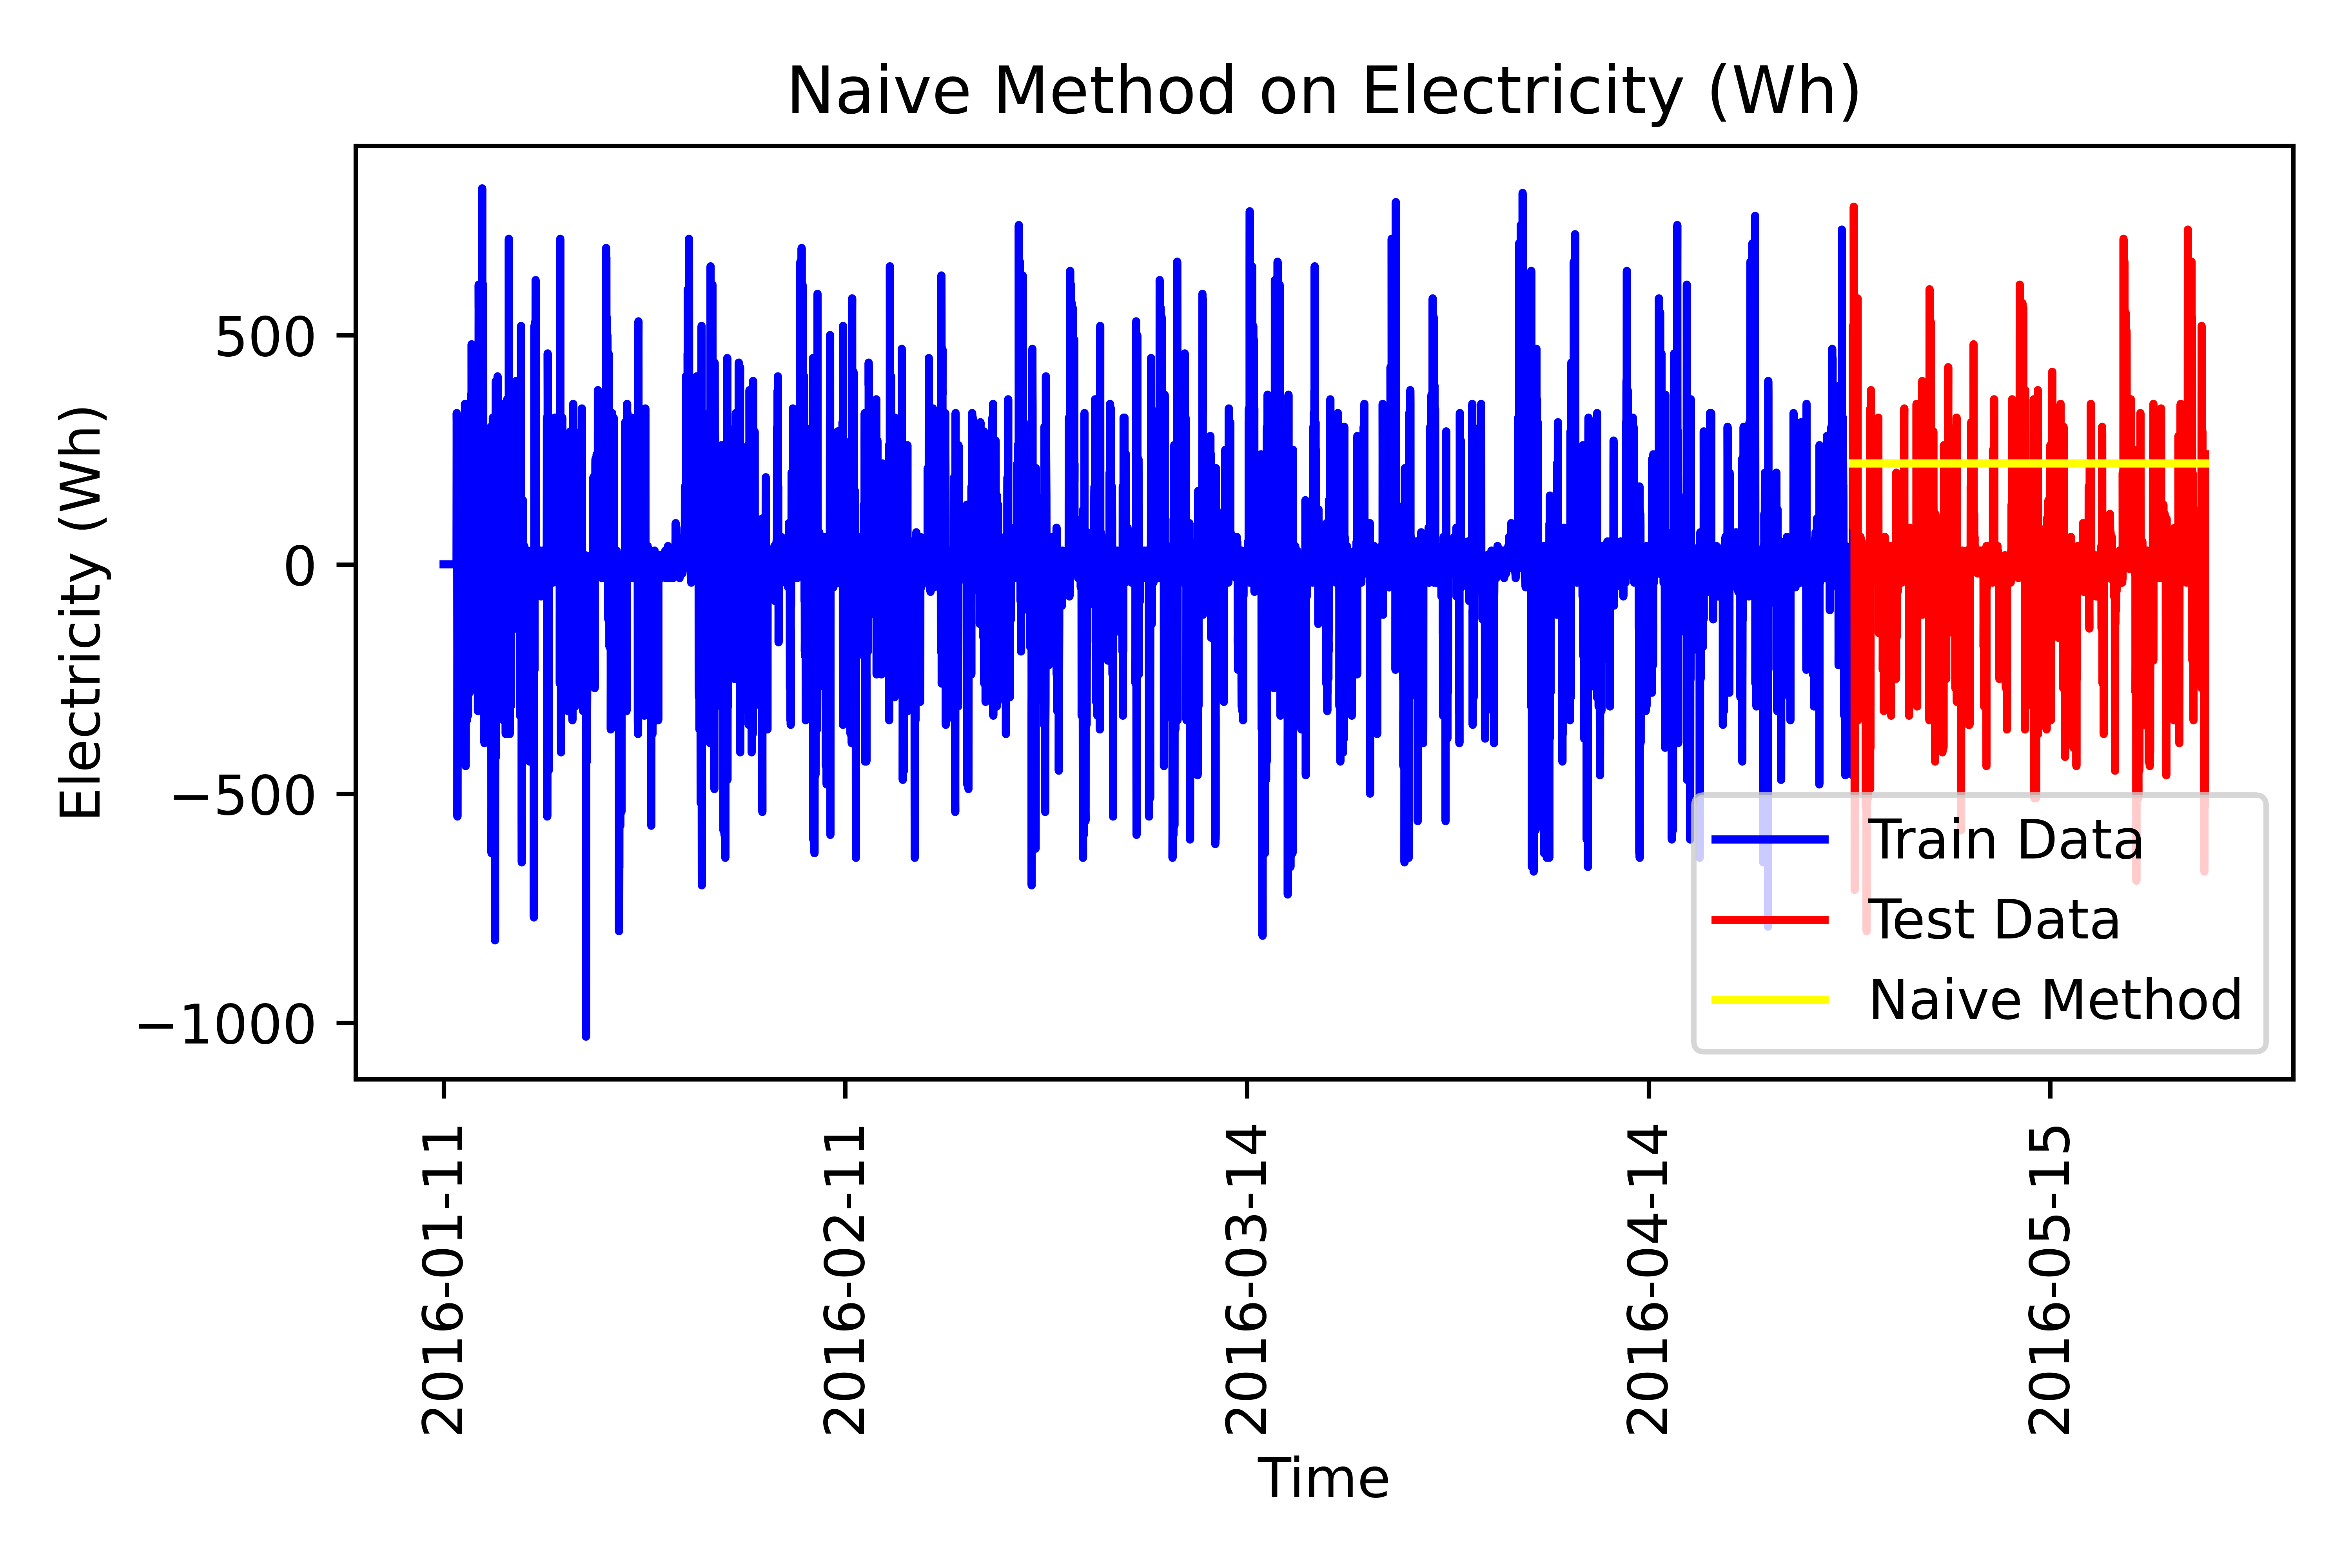 Naive Method on Electricity (Wh)
Electricity (Wh)
500
0
−500
−1000
Train Data
Test Data
Naive Method
2016-01-11
2016-02-11
2016-03-14
2016-04-14
2016-05-15
Time